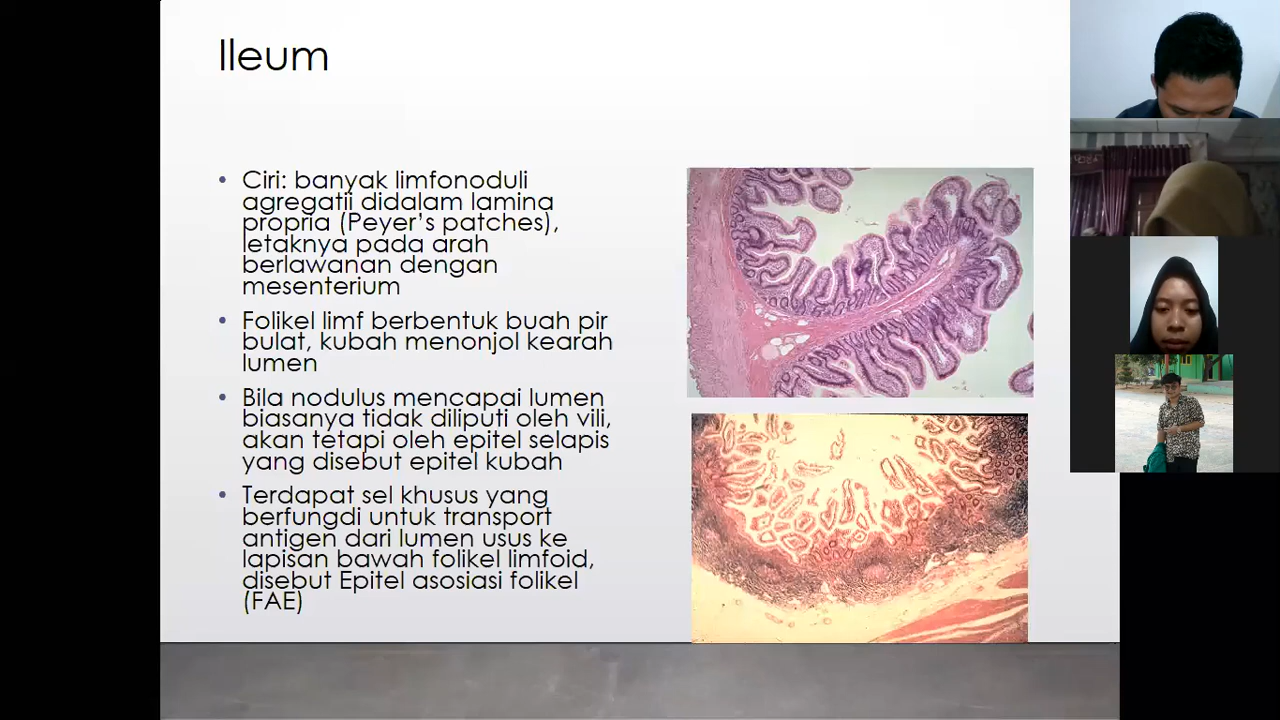 Ileum
• Ciri: banyak limfonoduli
agregatii didalam lamina
propria (Peyer’s patches),
letaknya pada arah
berlawanan dengan
mesenterium
• Folikel limf berbentuk buah pir
bulat, kubah menonjol kearah
lumen
• Bila nodulus mencapai lumen
biasanya tidak diliputi oleh vili,
akan tetapi oleh epitel selapis
yang disebut epitel kubah
• Terdapat sel khusus yang
berfungdi untuk transport
antigen dari lumen usus ke
lapisan bawah folikel limfoid,
disebut Epitel asosiasi folikel
(FAE)